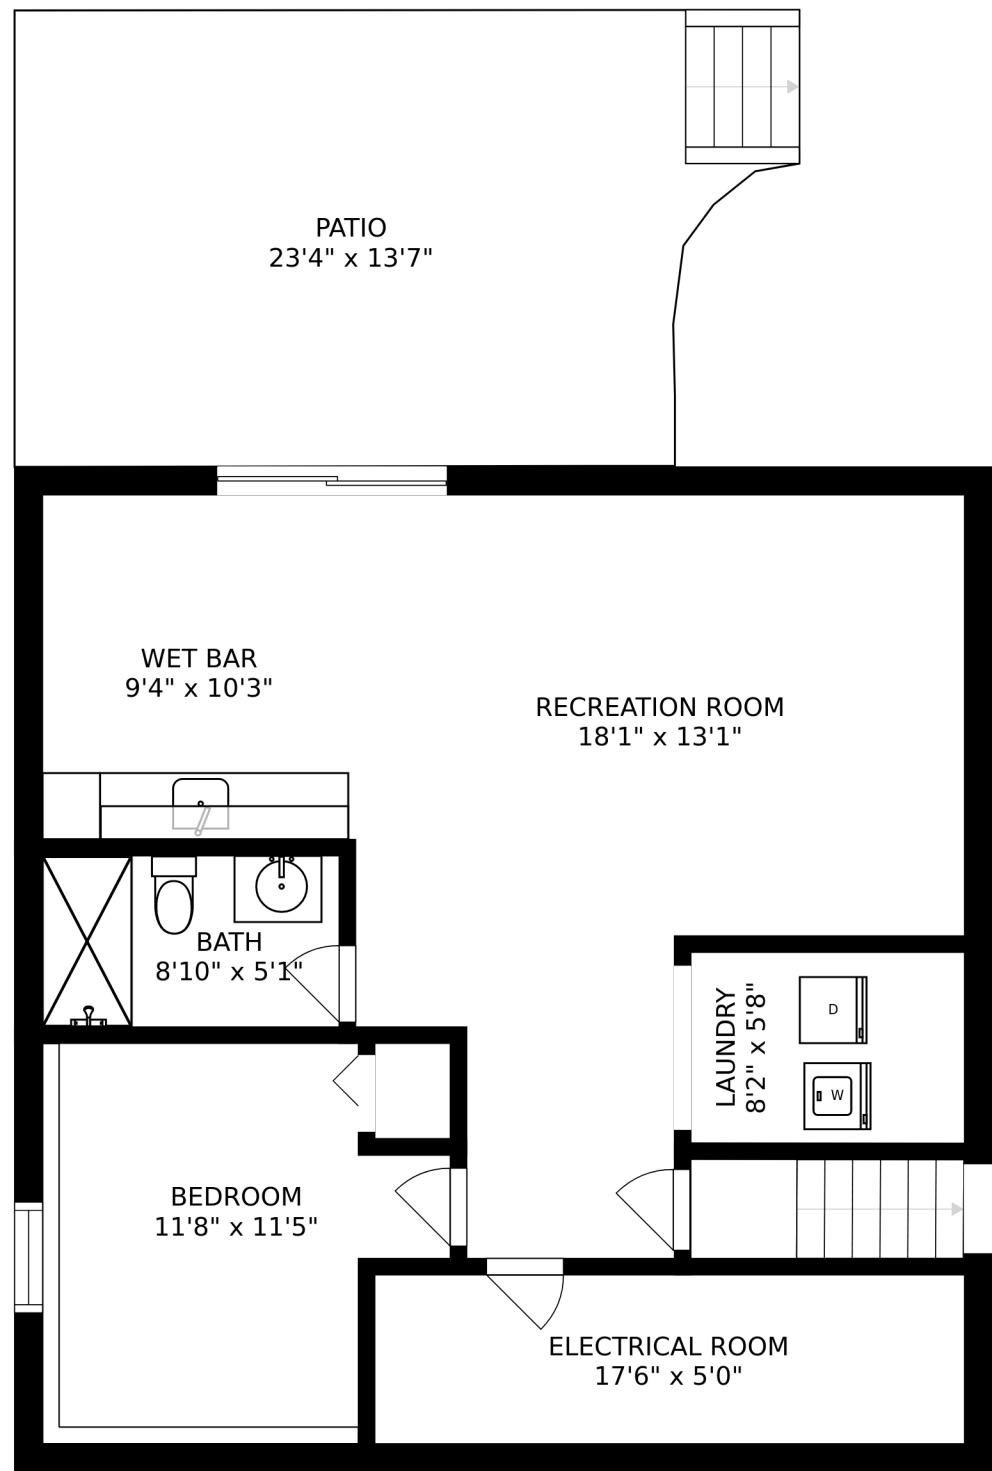 PATIO
23'4" x 13'7"
WET BAR
9'4" x 10'3"
RECREATION ROOM
18'1" x 13'1"
BATH
8'10" x 5'1"
LAUNDRY
8'2" x 5'8"
D
W
BEDROOM
11'8" x 11'5"
ELECTRICAL ROOM
17'6" x 5'0"